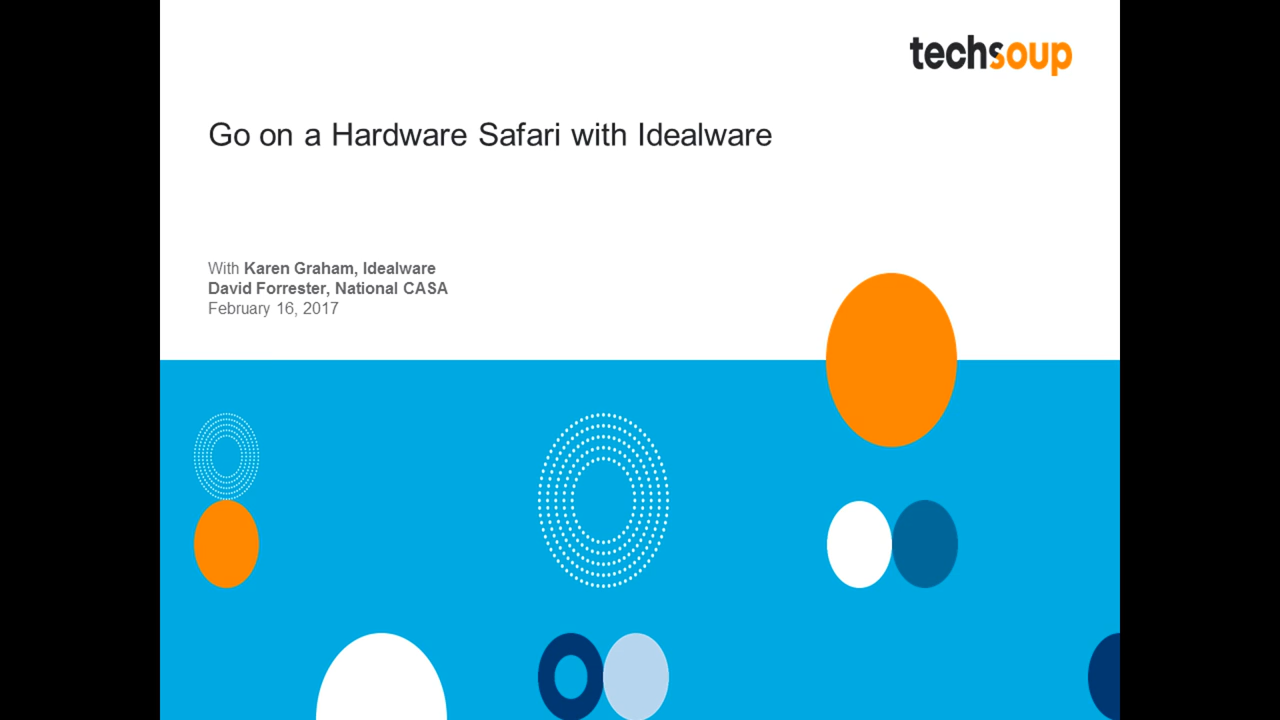 techsoup
Go on a Hardware Safari with Idealware
With Karen Graham, Idealware
David Forrester, National CASA
February 16, 2017